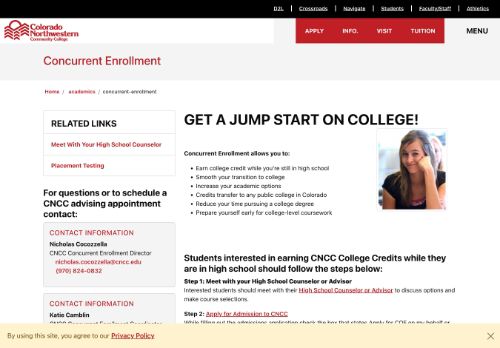 D2L Crossroads Navigate Students Faculty/Staff Athletics
Colorado
Northwestern
Community College
APPLY INFO. VISIT TUITION MENU
Concurrent Enrollment
Home / academics / concurrent-enrollment
RELATED LINKS
Meet With Your High School Counselor
Placement Testing
For questions or to schedule a
CNCC advising appointment
contact:
CONTACT INFORMATION
Nicholas Cocozzella
CNCC Concurrent Enrollment Director
nicholas.cocozzella@cncc.edu
(970) 824-0832
CONTACT INFORMATION
Katie Camblin
GET A JUMP START ON COLLEGE!
Concurrent Enrollment allows you to:
• Earn college credit while you're still in high school
• Smooth your transition to college
• Increase your academic options
• Credits transfer to any public college in Colorado
• Reduce your time pursuing a college degree
• Prepare yourself early for college-level coursework
Students interested in earning CNCC College Credits while they
are in high school should follow the steps below:
Step 1: Meet with your High School Counselor or Advisor
Interested students should meet with their High School Counselor or Advisor to discuss options and
make course selections.
Step 2: Apply for Admission to CNCC
While filling out the admissions application check the box that states Apply for COF on my behalf or
By using this site, you agree to our Privacy Policy